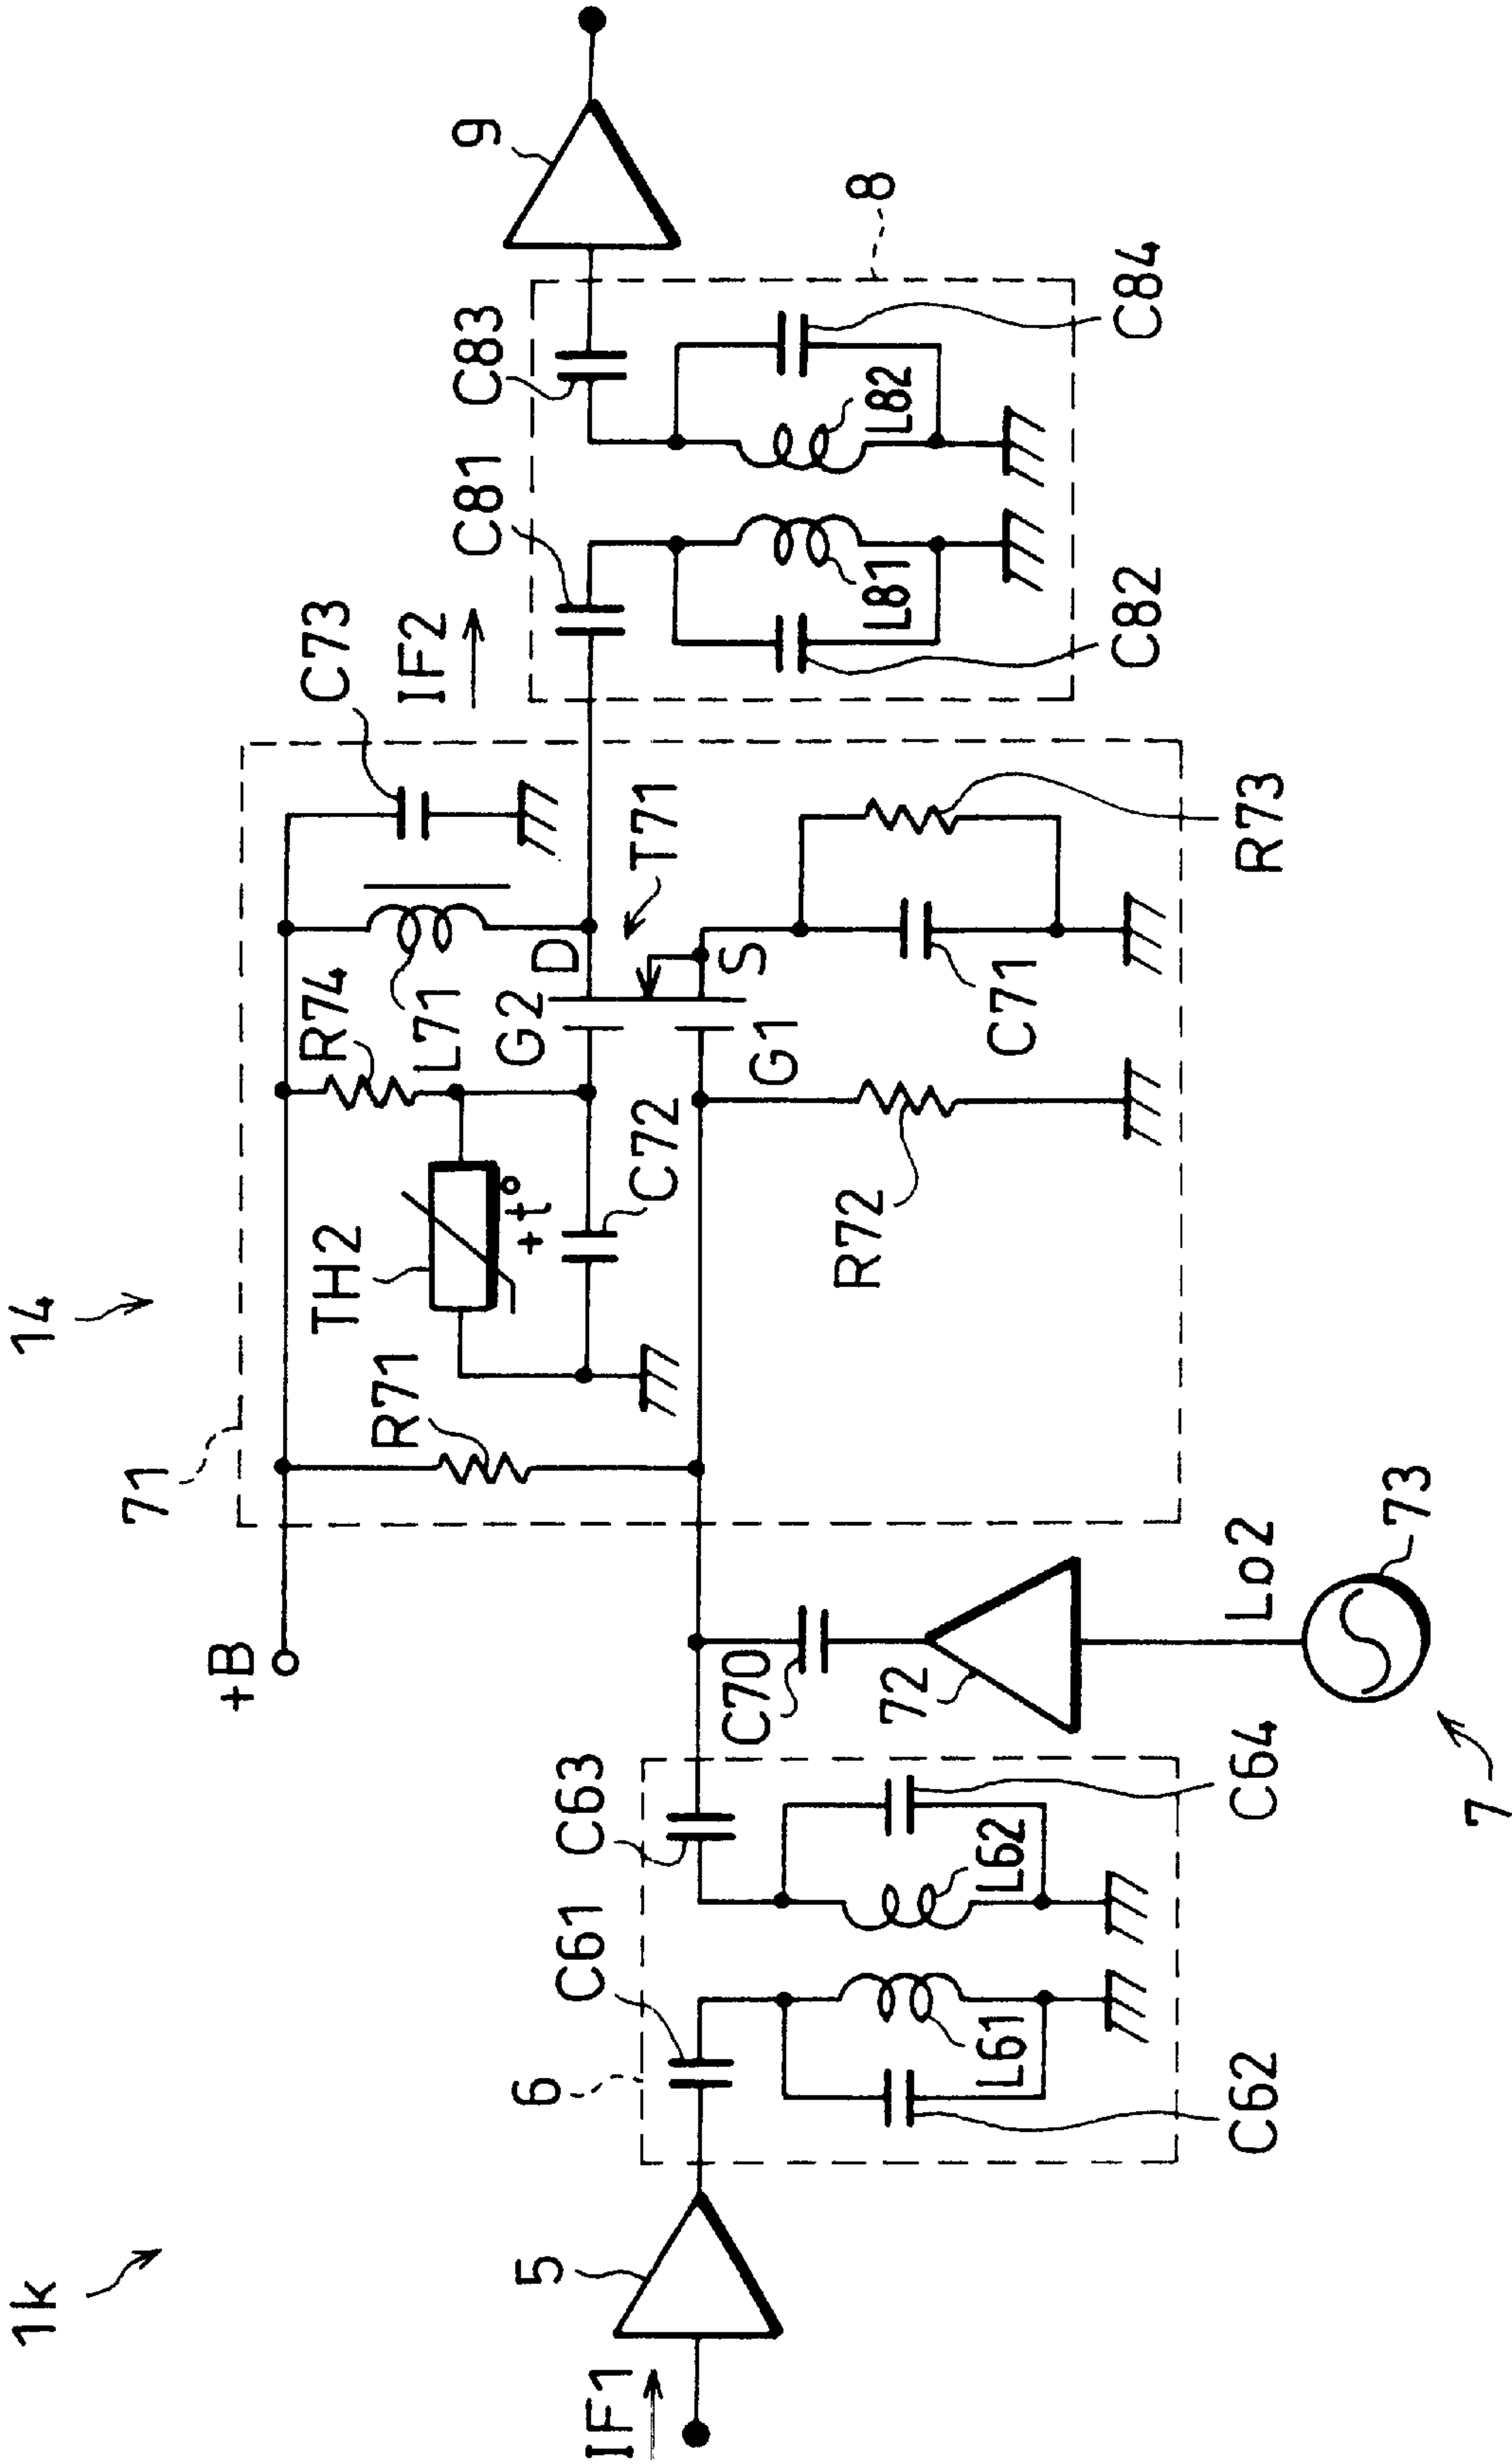 1k
14
71
+B
R71
TH2
+t
R74
L71
C73
IF2
G2
D
T71
C72
G1
S
R72
C71
R73
IF1
5
6
C61
C63
L61
L62
C62
C64
C70
72
Lo2
73
7
C81
C83
8
9
L81
L82
C82
C84